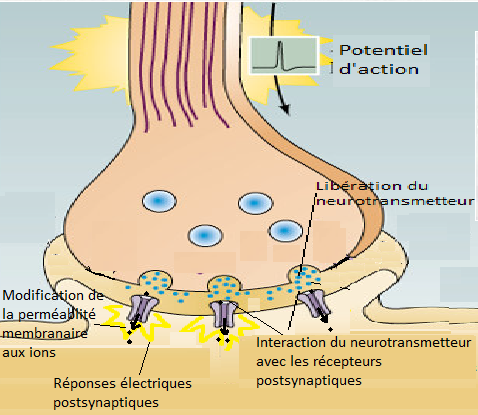 Potentiel
d'action
Libération du
neurotransmetteur
Modification de
la perméabilité
membranaire
aux ions
Interaction du neurotransmetteur
avec les récepteurs
postsynaptiques
Réponses électriques
postsynaptiques